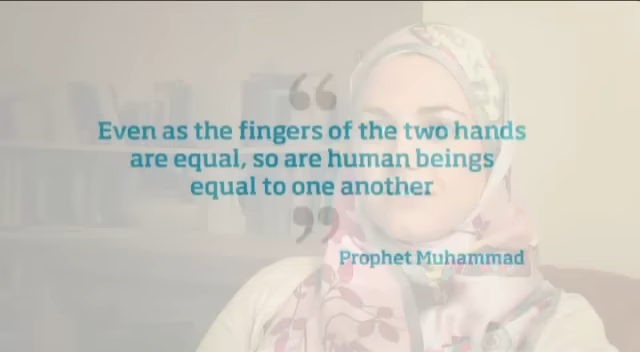 “
Even as the fingers of the two hands
are equal, so are human beings
equal to one another
”
Prophet Muhammad